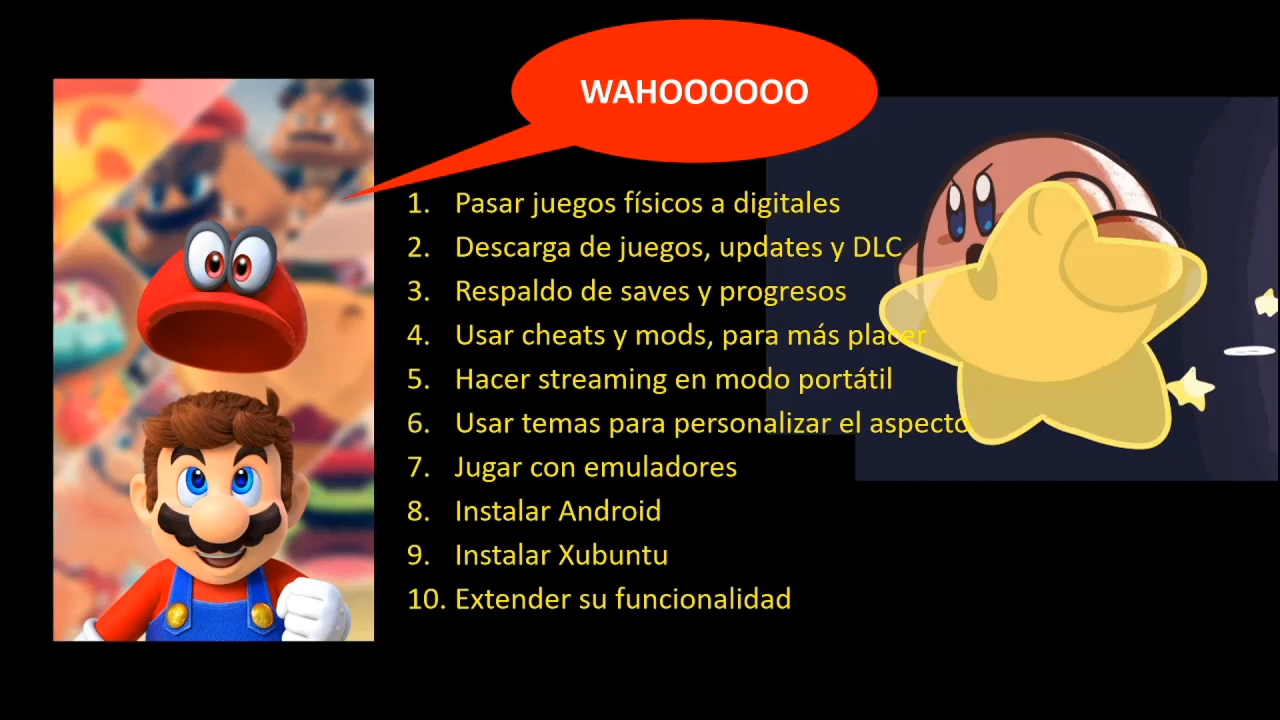 WAHOOOOOO
1. Pasar juegos físicos a digitales
2. Descarga de juegos, updates y DLC
3. Respaldo de saves y progresos
4. Usar cheats y mods, para más placer
5. Hacer streaming en modo portátil
6. Usar temas para personalizar el aspecto
7. Jugar con emuladores
8. Instalar Android
9. Instalar Xubuntu
10. Extender su funcionalidad